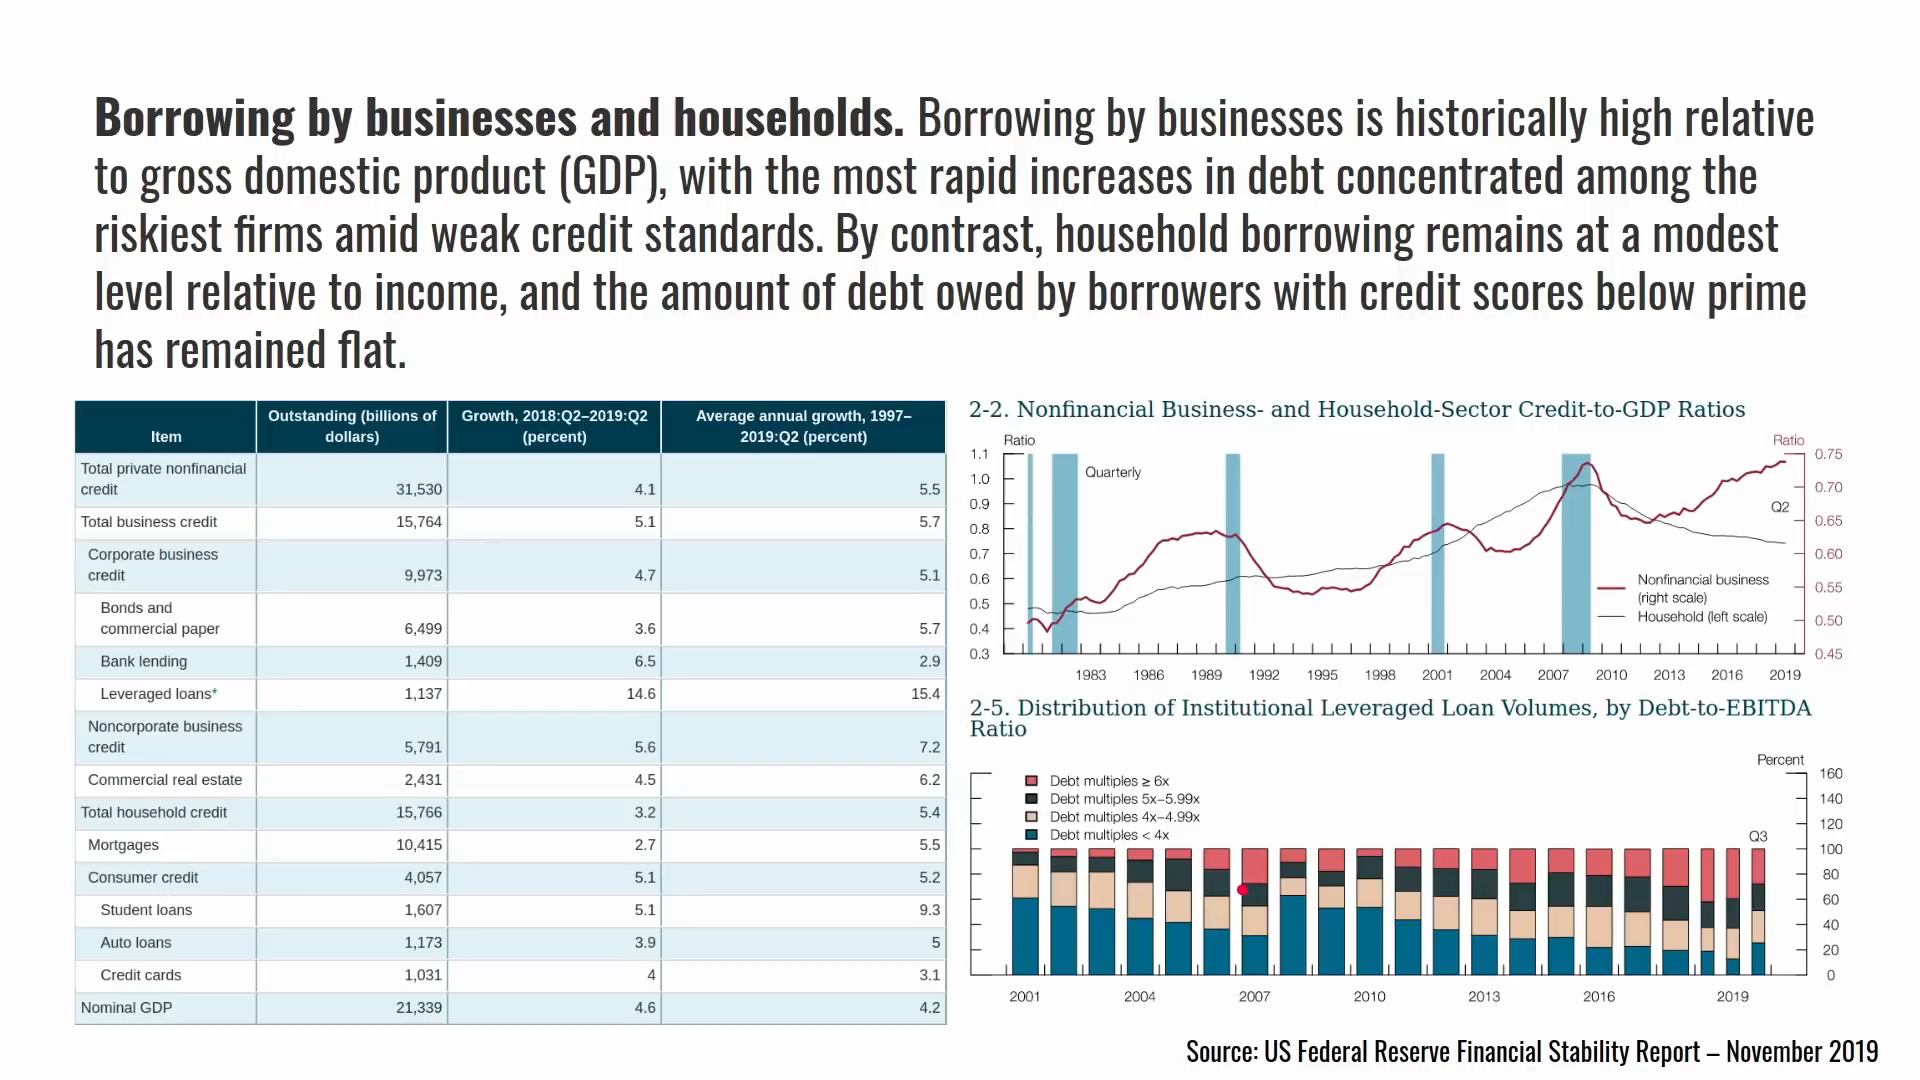 Borrowing by businesses and households. Borrowing by businesses is historically high relative
to gross domestic product (GDP), with the most rapid increases in debt concentrated among the
riskiest firms amid weak credit standards. By contrast, household borrowing remains at a modest
level relative to income, and the amount of debt owed by borrowers with credit scores below prime
has remained flat.
Item | Outstanding (billions of dollars) | Growth, 2018:Q2–2019:Q2 (percent) | Average annual growth, 1997–2019:Q2 (percent)
Total private nonfinancial credit 31,530 4.1 5.5
Total business credit 15,764 5.1 5.7
Corporate business credit 9,973 4.7 5.1
Bonds and commercial paper 6,499 3.6 5.7
Bank lending 1,409 6.5 2.9
Leveraged loans* 1,137 14.6 15.4
Noncorporate business credit 5,791 5.6 7.2
Commercial real estate 2,431 4.5 6.2
Total household credit 15,766 3.2 5.4
Mortgages 10,415 2.7 5.5
Consumer credit 4,057 5.1 5.2
Student loans 1,607 5.1 9.3
Auto loans 1,173 3.9 5
Credit cards 1,031 4 3.1
Nominal GDP 21,339 4.6 4.2
2-2. Nonfinancial Business- and Household-Sector Credit-to-GDP Ratios
Ratio Ratio
1.1 0.75
1.0 0.70
0.9 0.65
0.8 0.60
0.7 0.55
0.6 0.50
0.5 0.45
0.4
0.3
Quarterly
Q2
Nonfinancial business
(right scale)
Household (left scale)
1983 1986 1989 1992 1995 1998 2001 2004 2007 2010 2013 2016 2019
2-5. Distribution of Institutional Leveraged Loan Volumes, by Debt-to-EBITDA
Ratio
Percent
Debt multiples ≥ 6x
Debt multiples 5x–5.99x
Debt multiples 4x–4.99x
Debt multiples < 4x
Q3
160
140
120
100
80
60
40
20
0
2001 2004 2007 2010 2013 2016 2019
Source: US Federal Reserve Financial Stability Report – November 2019